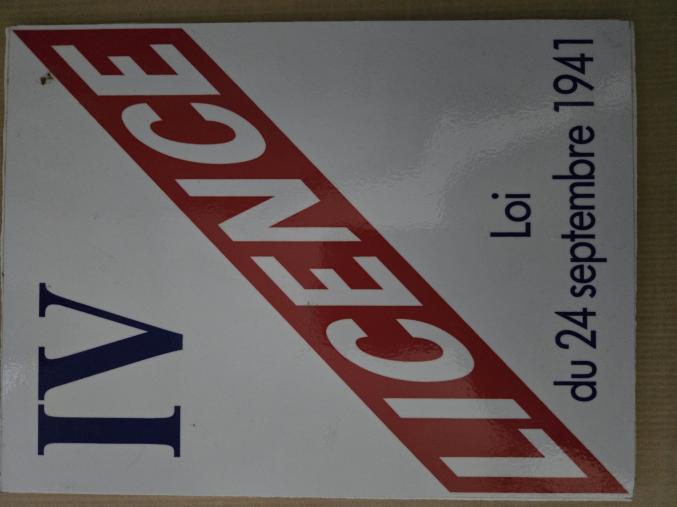 IV
LICENCE
Loi
du 24 septembre 1941